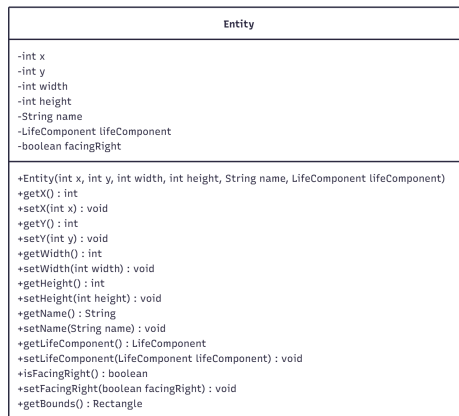 Entity
-int x
-int y
-int width
-int height
-String name
-LifeComponent lifeComponent
-boolean facingRight
+Entity(int x, int y, int width, int height, String name, LifeComponent lifeComponent)
+getX() : int
+setX(int x) : void
+getY() : int
+setY(int y) : void
+getWidth() : int
+setWidth(int width) : void
+getHeight() : int
+setHeight(int height) : void
+getName() : String
+setName(String name) : void
+getLifeComponent() : LifeComponent
+setLifeComponent(LifeComponent lifeComponent) : void
+isFacingRight() : boolean
+setFacingRight(boolean facingRight) : void
+getBounds() : Rectangle